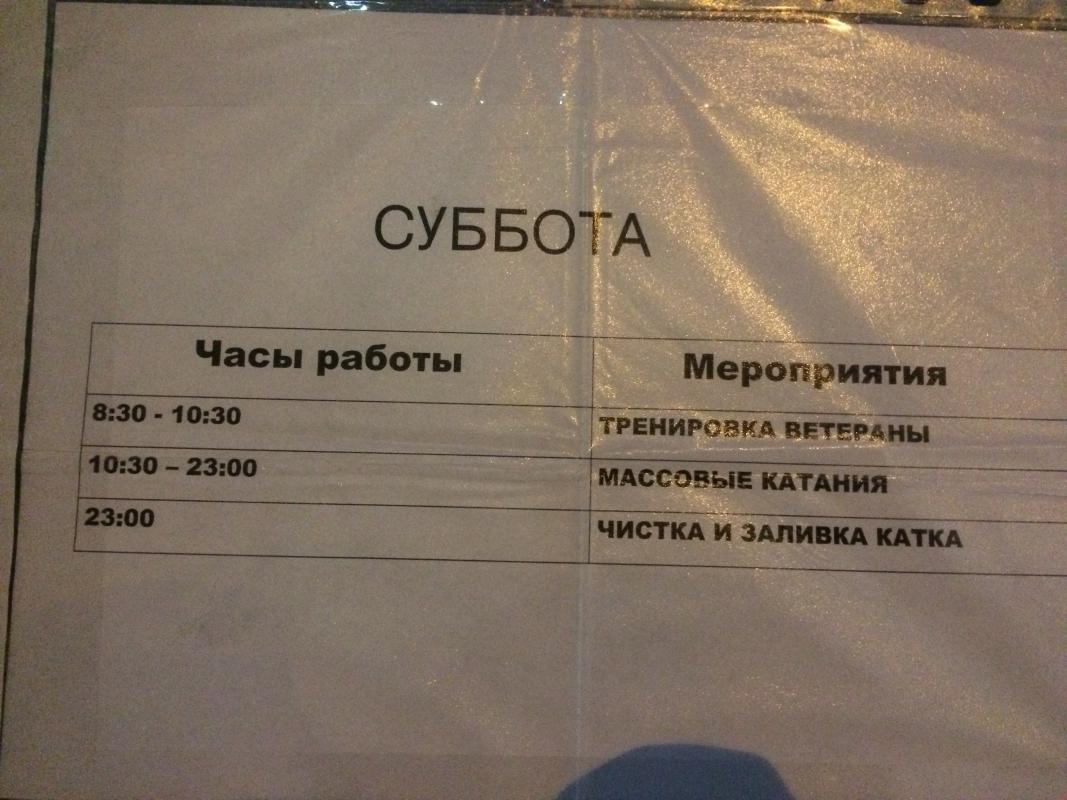 СУББОТА
Часы работы Мероприятия
8:30 - 10:30 ТРЕНИРОВКА ВЕТЕРАНЫ
10:30 – 23:00 МАССОВЫЕ КАТАНИЯ
23:00 ЧИСТКА И ЗАЛИВКА КАТКА